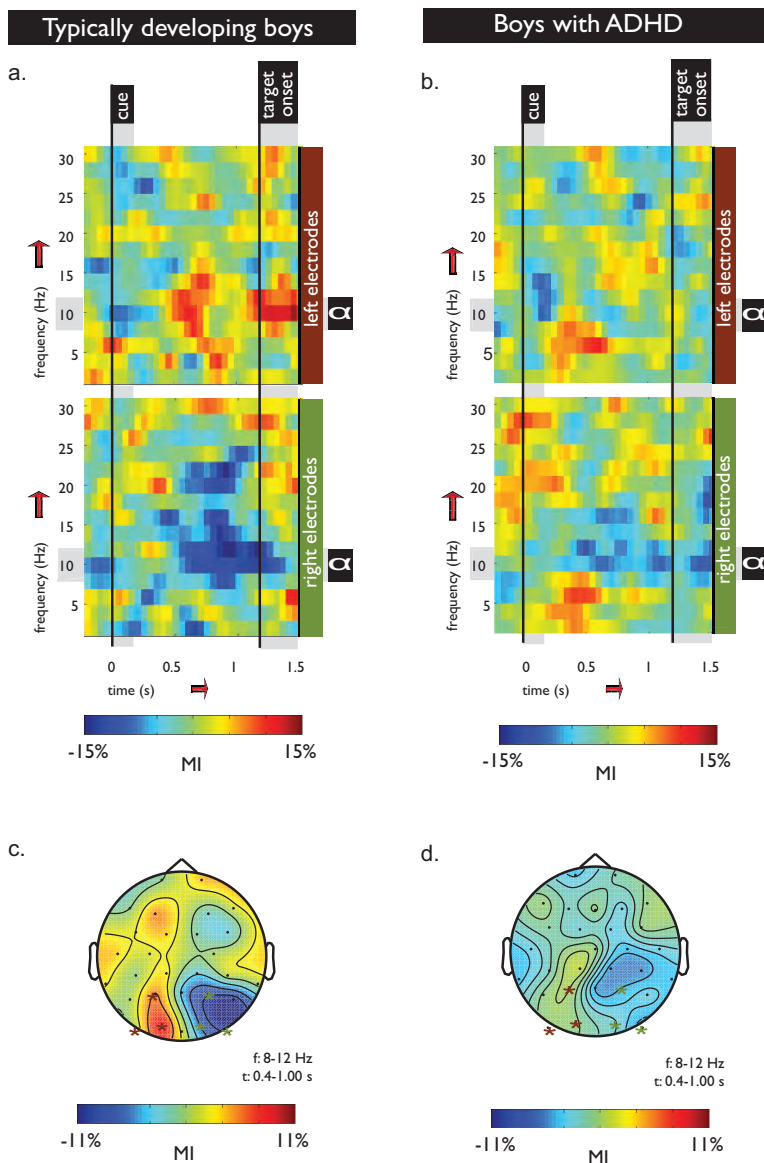 Typically developing boys
Boys with ADHD
a.
b.
cue
target
onset
cue
target
onset
30
25
20
15
10
5
frequency (Hz)
left electrodes
α
30
25
20
15
10
5
frequency (Hz)
left electrodes
α
30
25
20
15
10
5
frequency (Hz)
right electrodes
α
30
25
20
15
10
5
frequency (Hz)
right electrodes
α
0
0.5
1
1.5
time (s)
0
0.5
1
1.5
time (s)
-15%
15%
MI
-15%
15%
MI
c.
d.
f: 8-12 Hz
t: 0.4-1.00 s
f: 8-12 Hz
t: 0.4-1.00 s
-11%
11%
MI
-11%
11%
MI